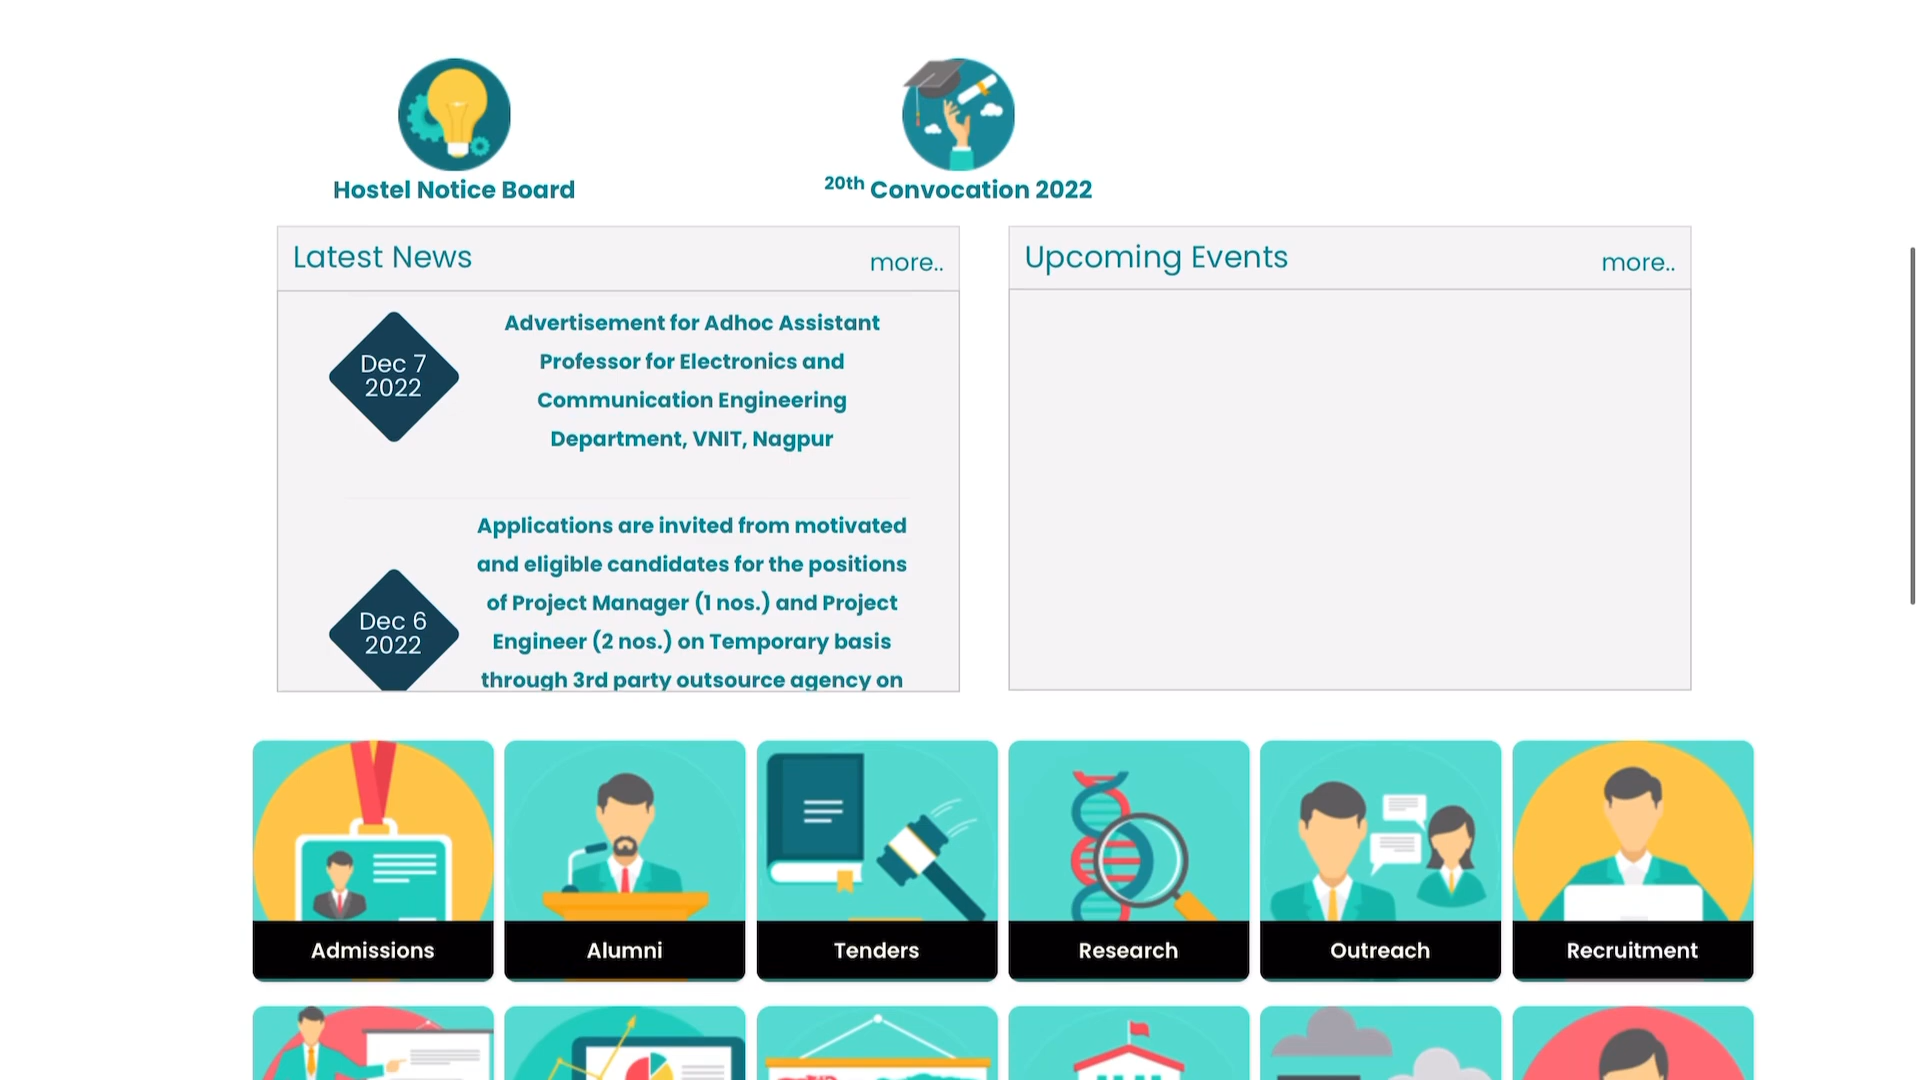 Hostel Notice Board
20th Convocation 2022
Latest News
more..
Dec 7
2022
Advertisement for Adhoc Assistant
Professor for Electronics and
Communication Engineering
Department, VNIT, Nagpur
Dec 6
2022
Applications are invited from motivated
and eligible candidates for the positions
of Project Manager (1 nos.) and Project
Engineer (2 nos.) on Temporary basis
through 3rd party outsource agency on
Upcoming Events
more..
Admissions
Alumni
Tenders
Research
Outreach
Recruitment